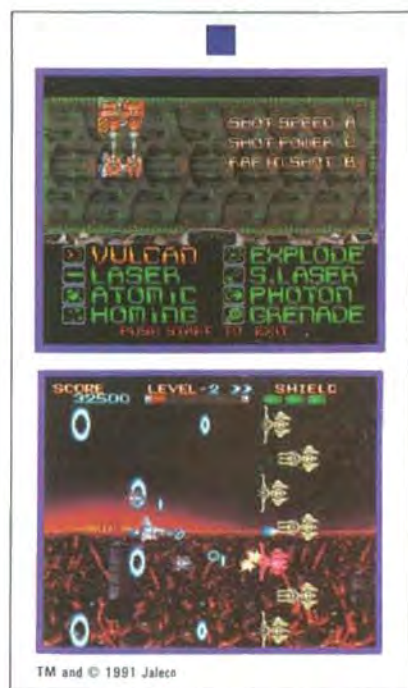 SHOT SPEED A
SHOT POWER C
RAPID SHOT B
VULCAN EXPLODE
LASER S.LASER
ATOMIC PHOTON
HOMING GRENADE
PUSH START TO EXIT
SCORE LEVEL-2 >> SHIELD
32500
TM and © 1991 Jaleco